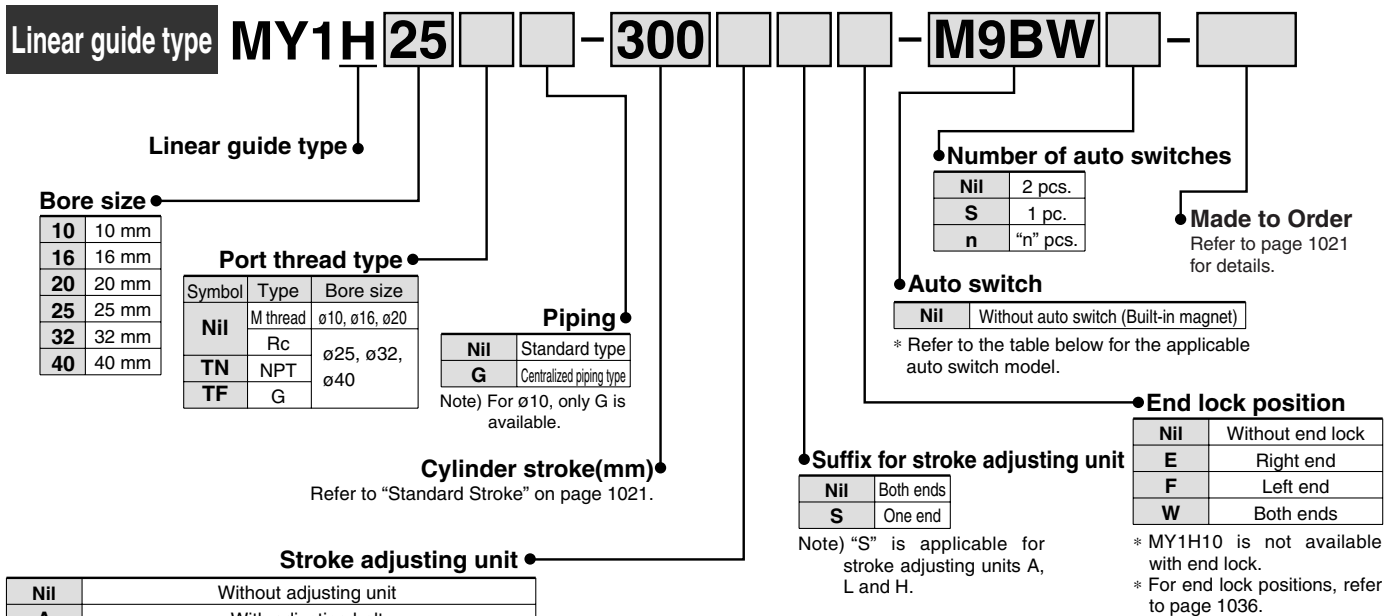 Linear guide type MY1H 25 – 300 – M9BW –
Linear guide type
Bore size
10 10 mm
16 16 mm
20 20 mm
25 25 mm
32 32 mm
40 40 mm
Port thread type
Symbol Type Bore size
Nil M thread ø10, ø16, ø20
Rc ø25, ø32, ø40
TN NPT
TF G
Piping
Nil Standard type
G Centralized piping type
Note) For ø10, only G is
available.
Cylinder stroke(mm)
Refer to “Standard Stroke” on page 1021.
Stroke adjusting unit
Nil Without adjusting unit
Suffix for stroke adjusting unit
Nil Both ends
S One end
Note) “S” is applicable for
stroke adjusting units A,
L and H.
End lock position
Nil Without end lock
E Right end
F Left end
W Both ends
* MY1H10 is not available
with end lock.
* For end lock positions, refer
to page 1036.
Auto switch
Nil Without auto switch (Built-in magnet)
* Refer to the table below for the applicable
auto switch model.
Number of auto switches
Nil 2 pcs.
S 1 pc.
n “n” pcs.
Made to Order
Refer to page 1021
for details.